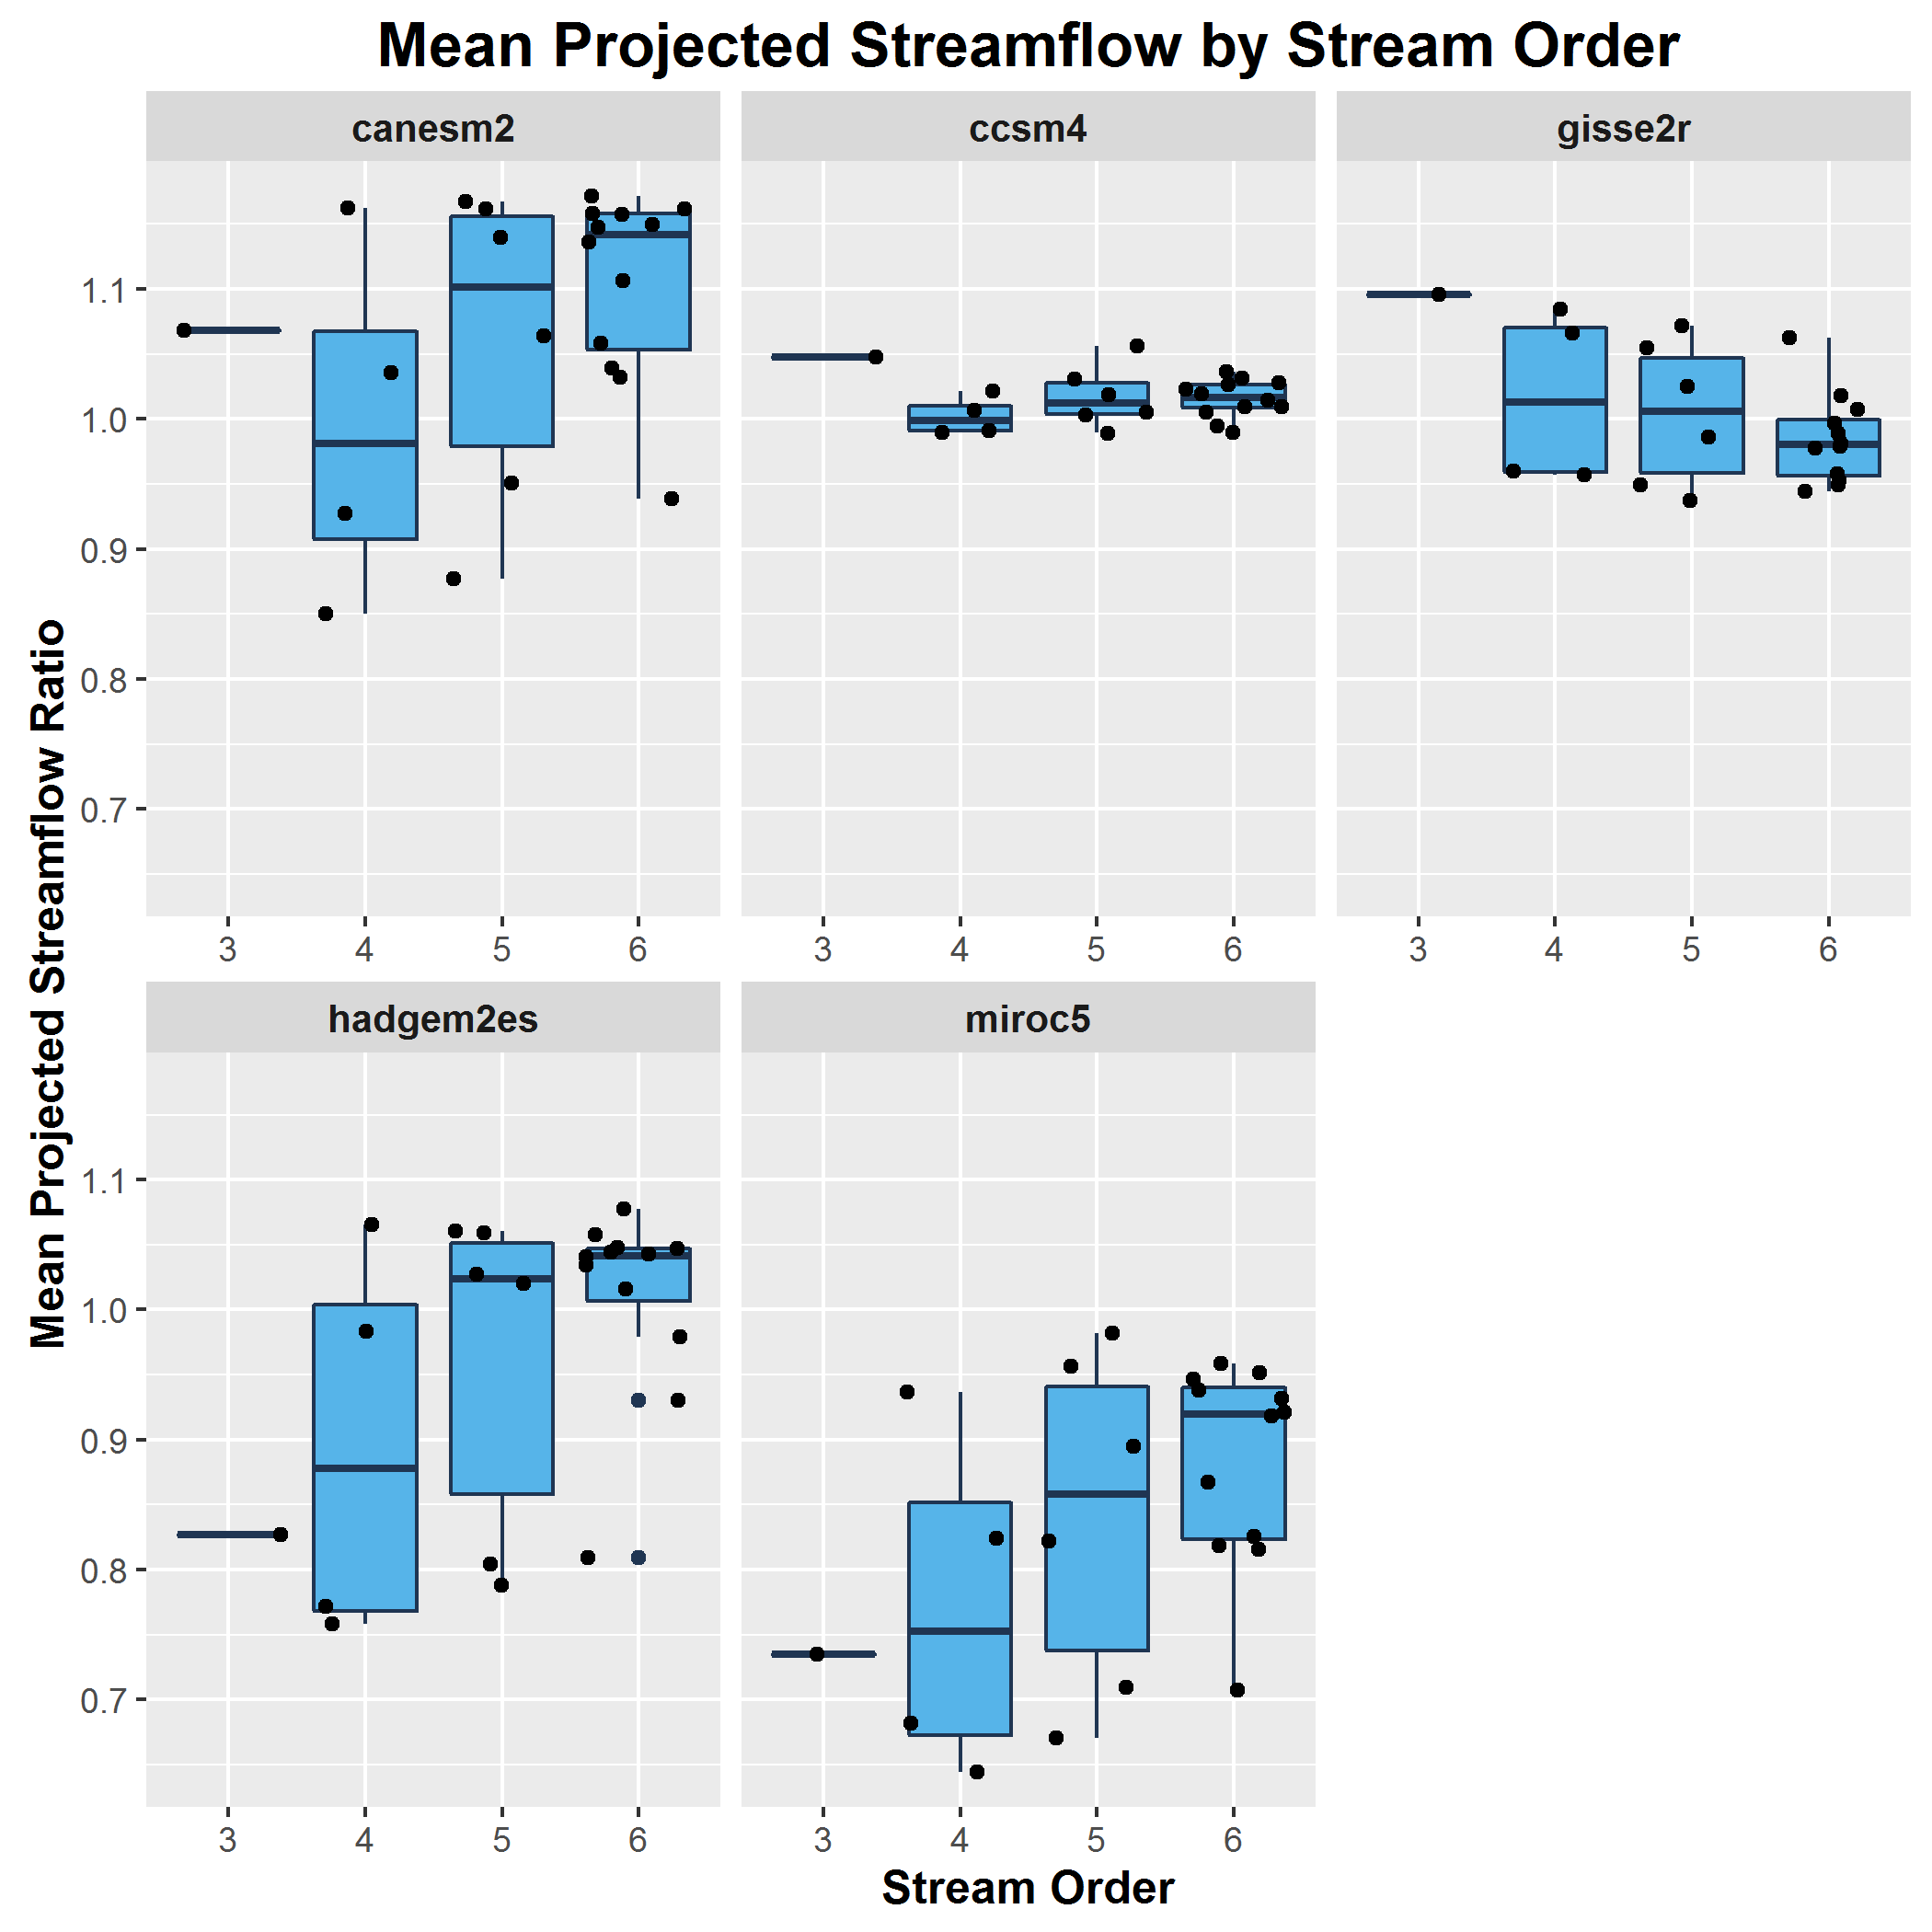 Mean Projected Streamflow by Stream Order
canesm2
ccsm4
gisse2r
1.1
1.0
0.9
0.8
0.7
3 4 5 6
3 4 5 6
3 4 5 6
Mean Projected Streamflow Ratio
hadgem2es
miroc5
1.1
1.0
0.9
0.8
0.7
3 4 5 6
3 4 5 6
Stream Order